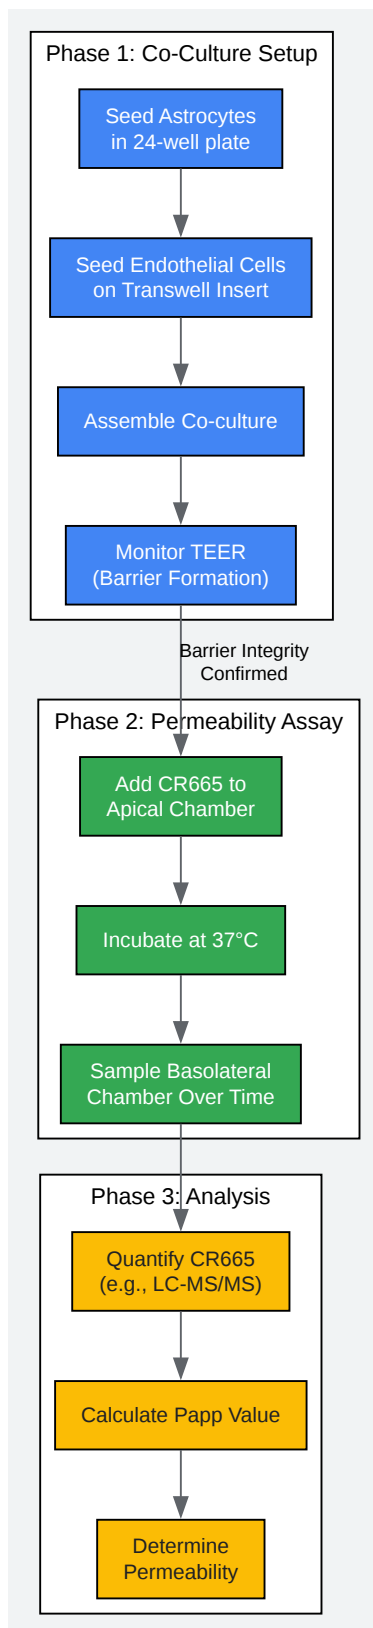 Phase 1: Co-Culture Setup
Seed Astrocytes
in 24-well plate
Seed Endothelial Cells
on Transwell Insert
Assemble Co-culture
Monitor TEER
(Barrier Formation)
Barrier Integrity
Confirmed
Phase 2: Permeability Assay
Add CR665 to
Apical Chamber
Incubate at 37°C
Sample Basolateral
Chamber Over Time
Phase 3: Analysis
Quantify CR665
(e.g., LC-MS/MS)
Calculate Papp Value
Determine
Permeability